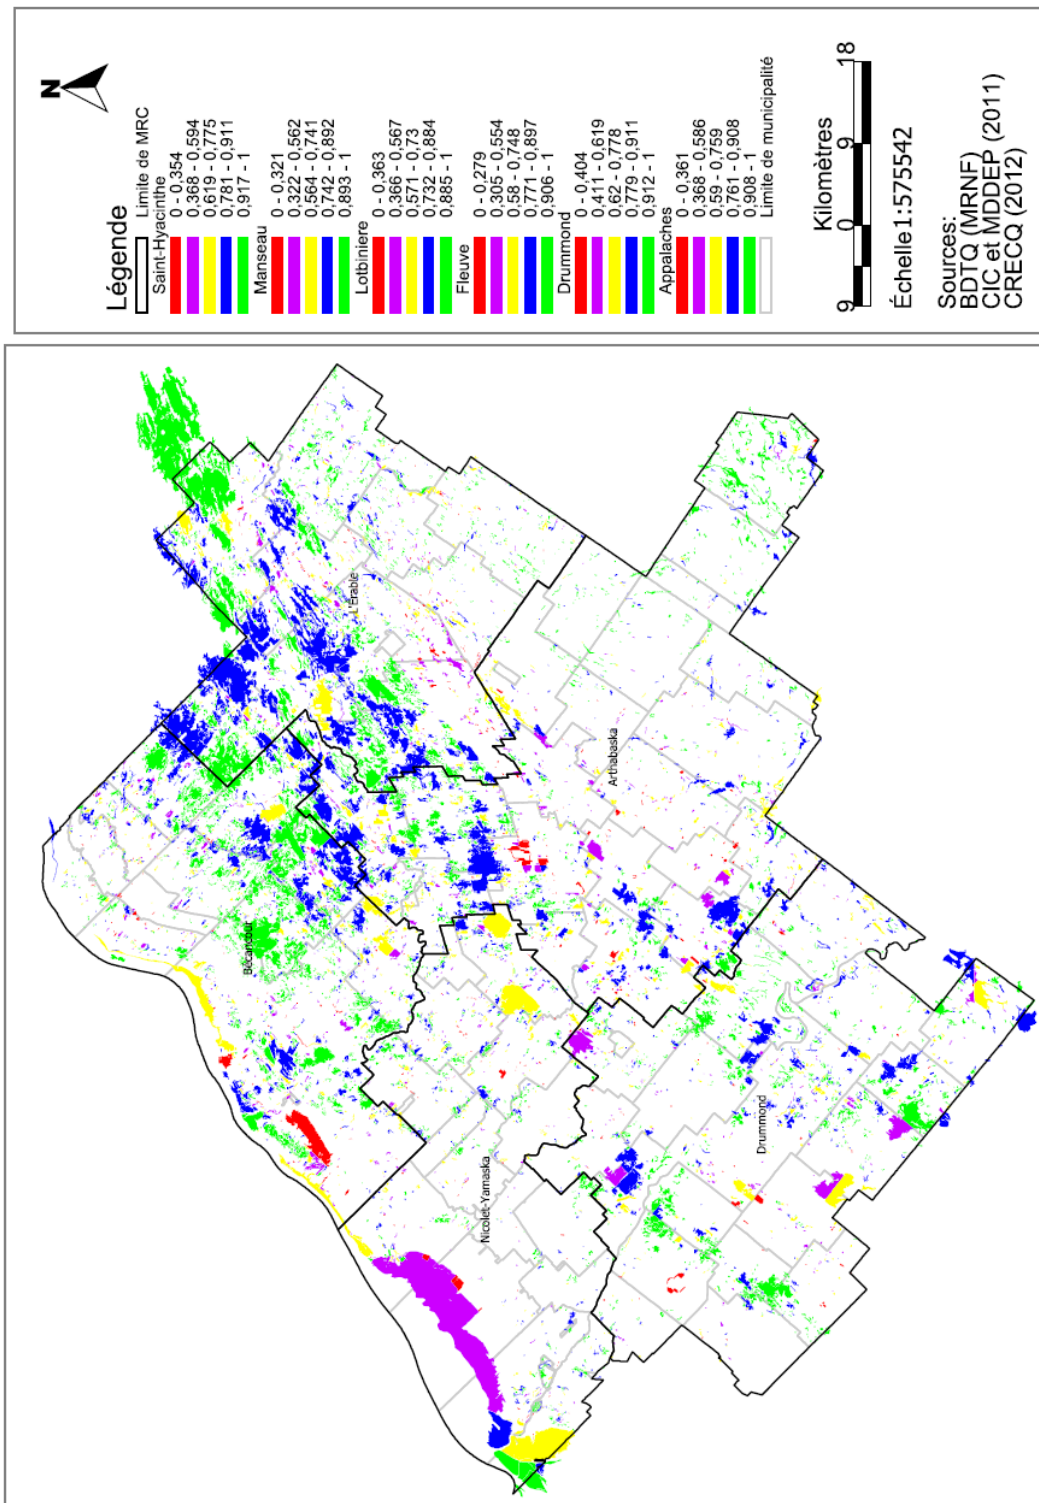 N
Légende
Limite de MRC
Saint-Hyacinthe
0 - 0,354
0,368 - 0,594
0,619 - 0,775
0,781 - 0,911
0,917 - 1
Manseau
0 - 0,321
0,322 - 0,562
0,564 - 0,741
0,742 - 0,892
0,893 - 1
Lotbiniere
0 - 0,363
0,366 - 0,567
0,571 - 0,73
0,732 - 0,884
0,885 - 1
Fleuve
0 - 0,279
0,305 - 0,554
0,58 - 0,748
0,771 - 0,897
0,906 - 1
Drummond
0 - 0,404
0,411 - 0,619
0,62 - 0,778
0,779 - 0,911
0,912 - 1
Appalaches
0 - 0,361
0,368 - 0,586
0,59 - 0,759
0,761 - 0,908
0,908 - 1
Limite de municipalité
Kilomètres
9 0 9 18
Échelle 1:575542
Sources:
BDTQ (MRNF)
CIC et MDDEP (2011)
CRECQ (2012)
Bécancour
L'Érable
Nicolet-Yamaska
Arthabaska
Drummond